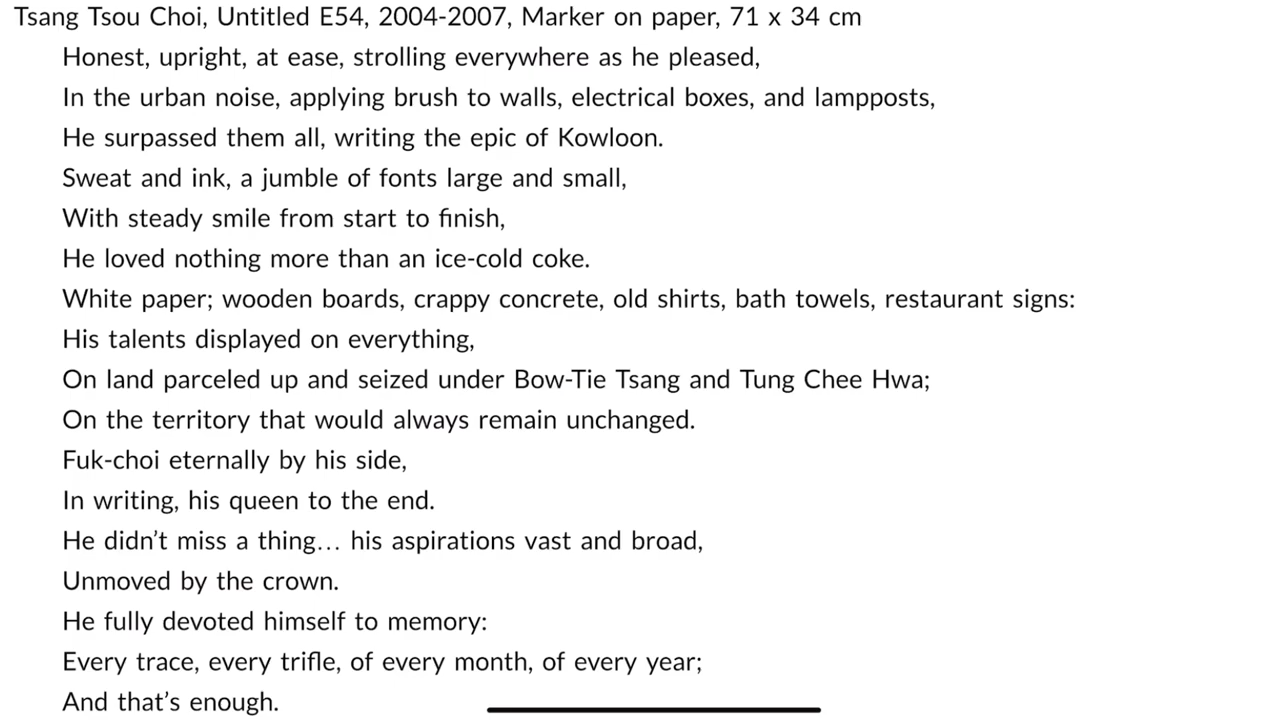 Tsang Tsou Choi, Untitled E54, 2004-2007, Marker on paper, 71 x 34 cm
Honest, upright, at ease, strolling everywhere as he pleased,
In the urban noise, applying brush to walls, electrical boxes, and lampposts,
He surpassed them all, writing the epic of Kowloon.
Sweat and ink, a jumble of fonts large and small,
With steady smile from start to finish,
He loved nothing more than an ice-cold coke.
White paper; wooden boards, crappy concrete, old shirts, bath towels, restaurant signs:
His talents displayed on everything,
On land parceled up and seized under Bow-Tie Tsang and Tung Chee Hwa;
On the territory that would always remain unchanged.
Fuk-choi eternally by his side,
In writing, his queen to the end.
He didn’t miss a thing… his aspirations vast and broad,
Unmoved by the crown.
He fully devoted himself to memory:
Every trace, every trifle, of every month, of every year;
And that’s enough.